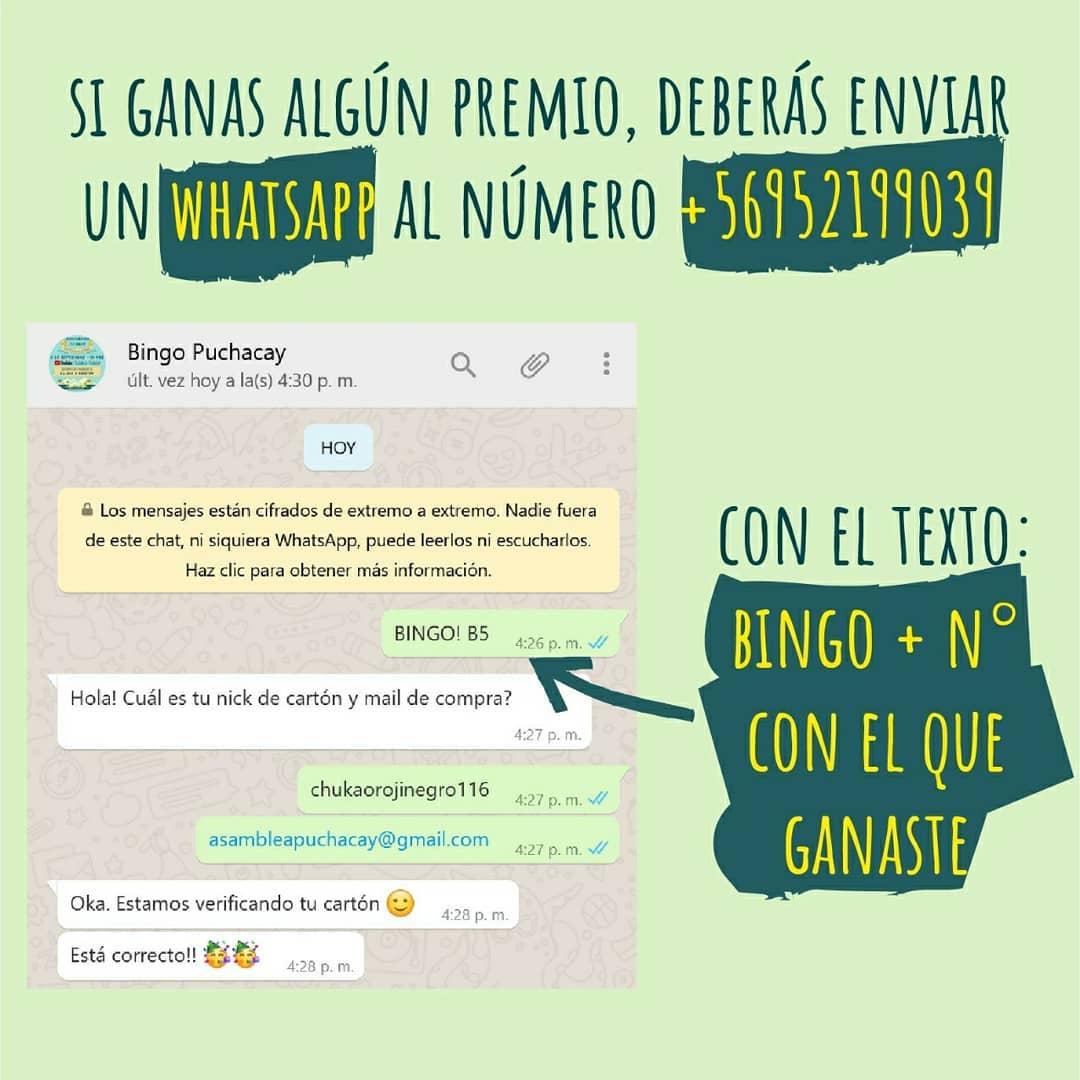 SI GANAS ALGÚN PREMIO, DEBERÁS ENVIAR
UN WHATSAPP AL NÚMERO +56952199039
Bingo Puchacay
últ. vez hoy a la(s) 4:30 p. m.
HOY
Los mensajes están cifrados de extremo a extremo. Nadie fuera
de este chat, ni siquiera WhatsApp, puede leerlos ni escucharlos.
Haz clic para obtener más información.
BINGO! B5 4:26 p. m.
Hola! Cuál es tu nick de cartón y mail de compra?
4:27 p. m.
chukaorojinegro116 4:27 p. m.
asambleapuchacay@gmail.com 4:27 p. m.
Oka. Estamos verificando tu cartón 🙂 4:28 p. m.
Está correcto!! 🥳🥳 4:28 p. m.
CON EL TEXTO:
BINGO + N°
CON EL QUE
GANASTE